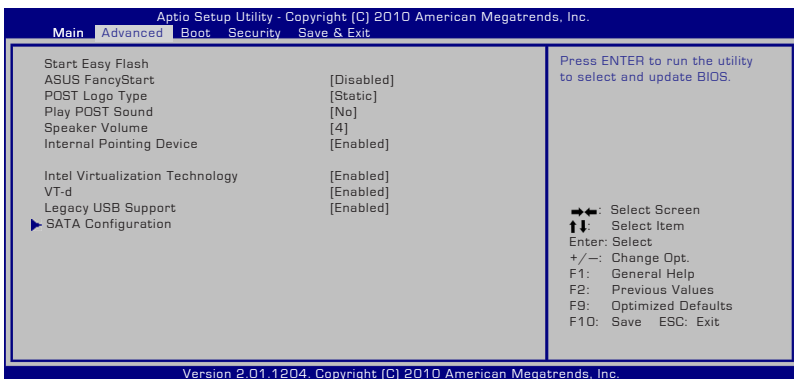 Aptio Setup Utility - Copyright (C) 2010 American Megatrends, Inc.
Main Advanced Boot Security Save & Exit
Start Easy Flash
ASUS FancyStart [Disabled]
POST Logo Type [Static]
Play POST Sound [No]
Speaker Volume [4]
Internal Pointing Device [Enabled]
Intel Virtualization Technology [Enabled]
VT-d [Enabled]
Legacy USB Support [Enabled]
SATA Configuration
Press ENTER to run the utility
to select and update BIOS.
→←: Select Screen
↑↓: Select Item
Enter: Select
+/—: Change Opt.
F1: General Help
F2: Previous Values
F9: Optimized Defaults
F10: Save ESC: Exit
Version 2.01.1204. Copyright (C) 2010 American Megatrends, Inc.